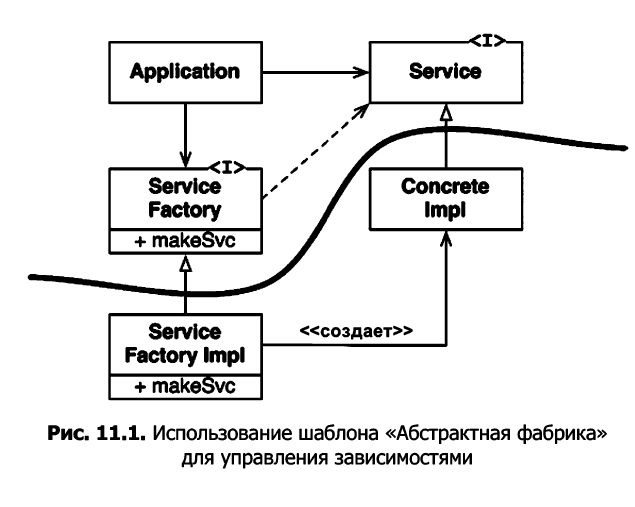 <I>
Application
Service
<I>
Service
Factory
+ makeSvc
Concrete
Impl
Service
Factory Impl
+ makeSvc
<<создает>>
Рис. 11.1. Использование шаблона «Абстрактная фабрика»
для управления зависимостями